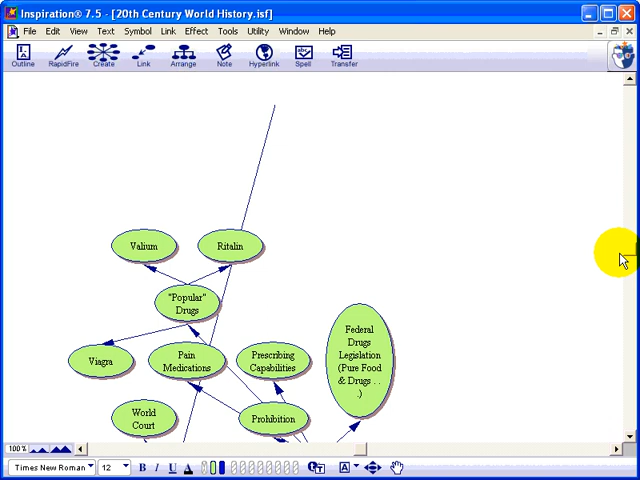 Inspiration® 7.5 - [20th Century World History.isf]
File Edit View Text Symbol Link Effect Tools Utility Window Help
Outline RapidFire Create Link Arrange Note Hyperlink Spell Transfer
Valium
Ritalin
"Popular"
Drugs
Viagra
Pain
Medications
Prescribing
Capabilities
Federal
Drugs
Legislation
(Pure Food
& Drugs . .
.)
World
Court
Prohibition
100%
Times New Roman 12 B I U A